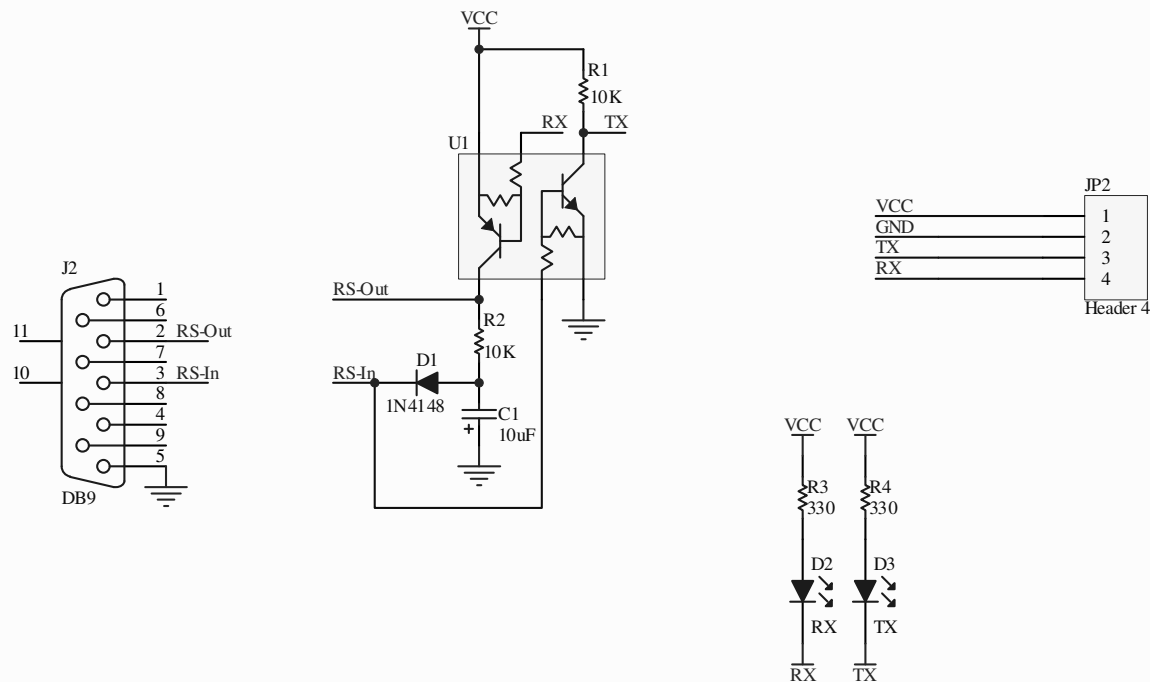 VCC
R1
10K
RX
TX
U1
RS-Out
R2
10K
RS-In
D1
1N4148
C1
+
10uF
J2
1
6
11
2
RS-Out
7
10
3
RS-In
8
4
9
5
DB9
JP2
VCC
1
GND
2
TX
3
RX
4
Header 4
VCC
VCC
R3
330
R4
330
D2
D3
RX
TX
RX
TX